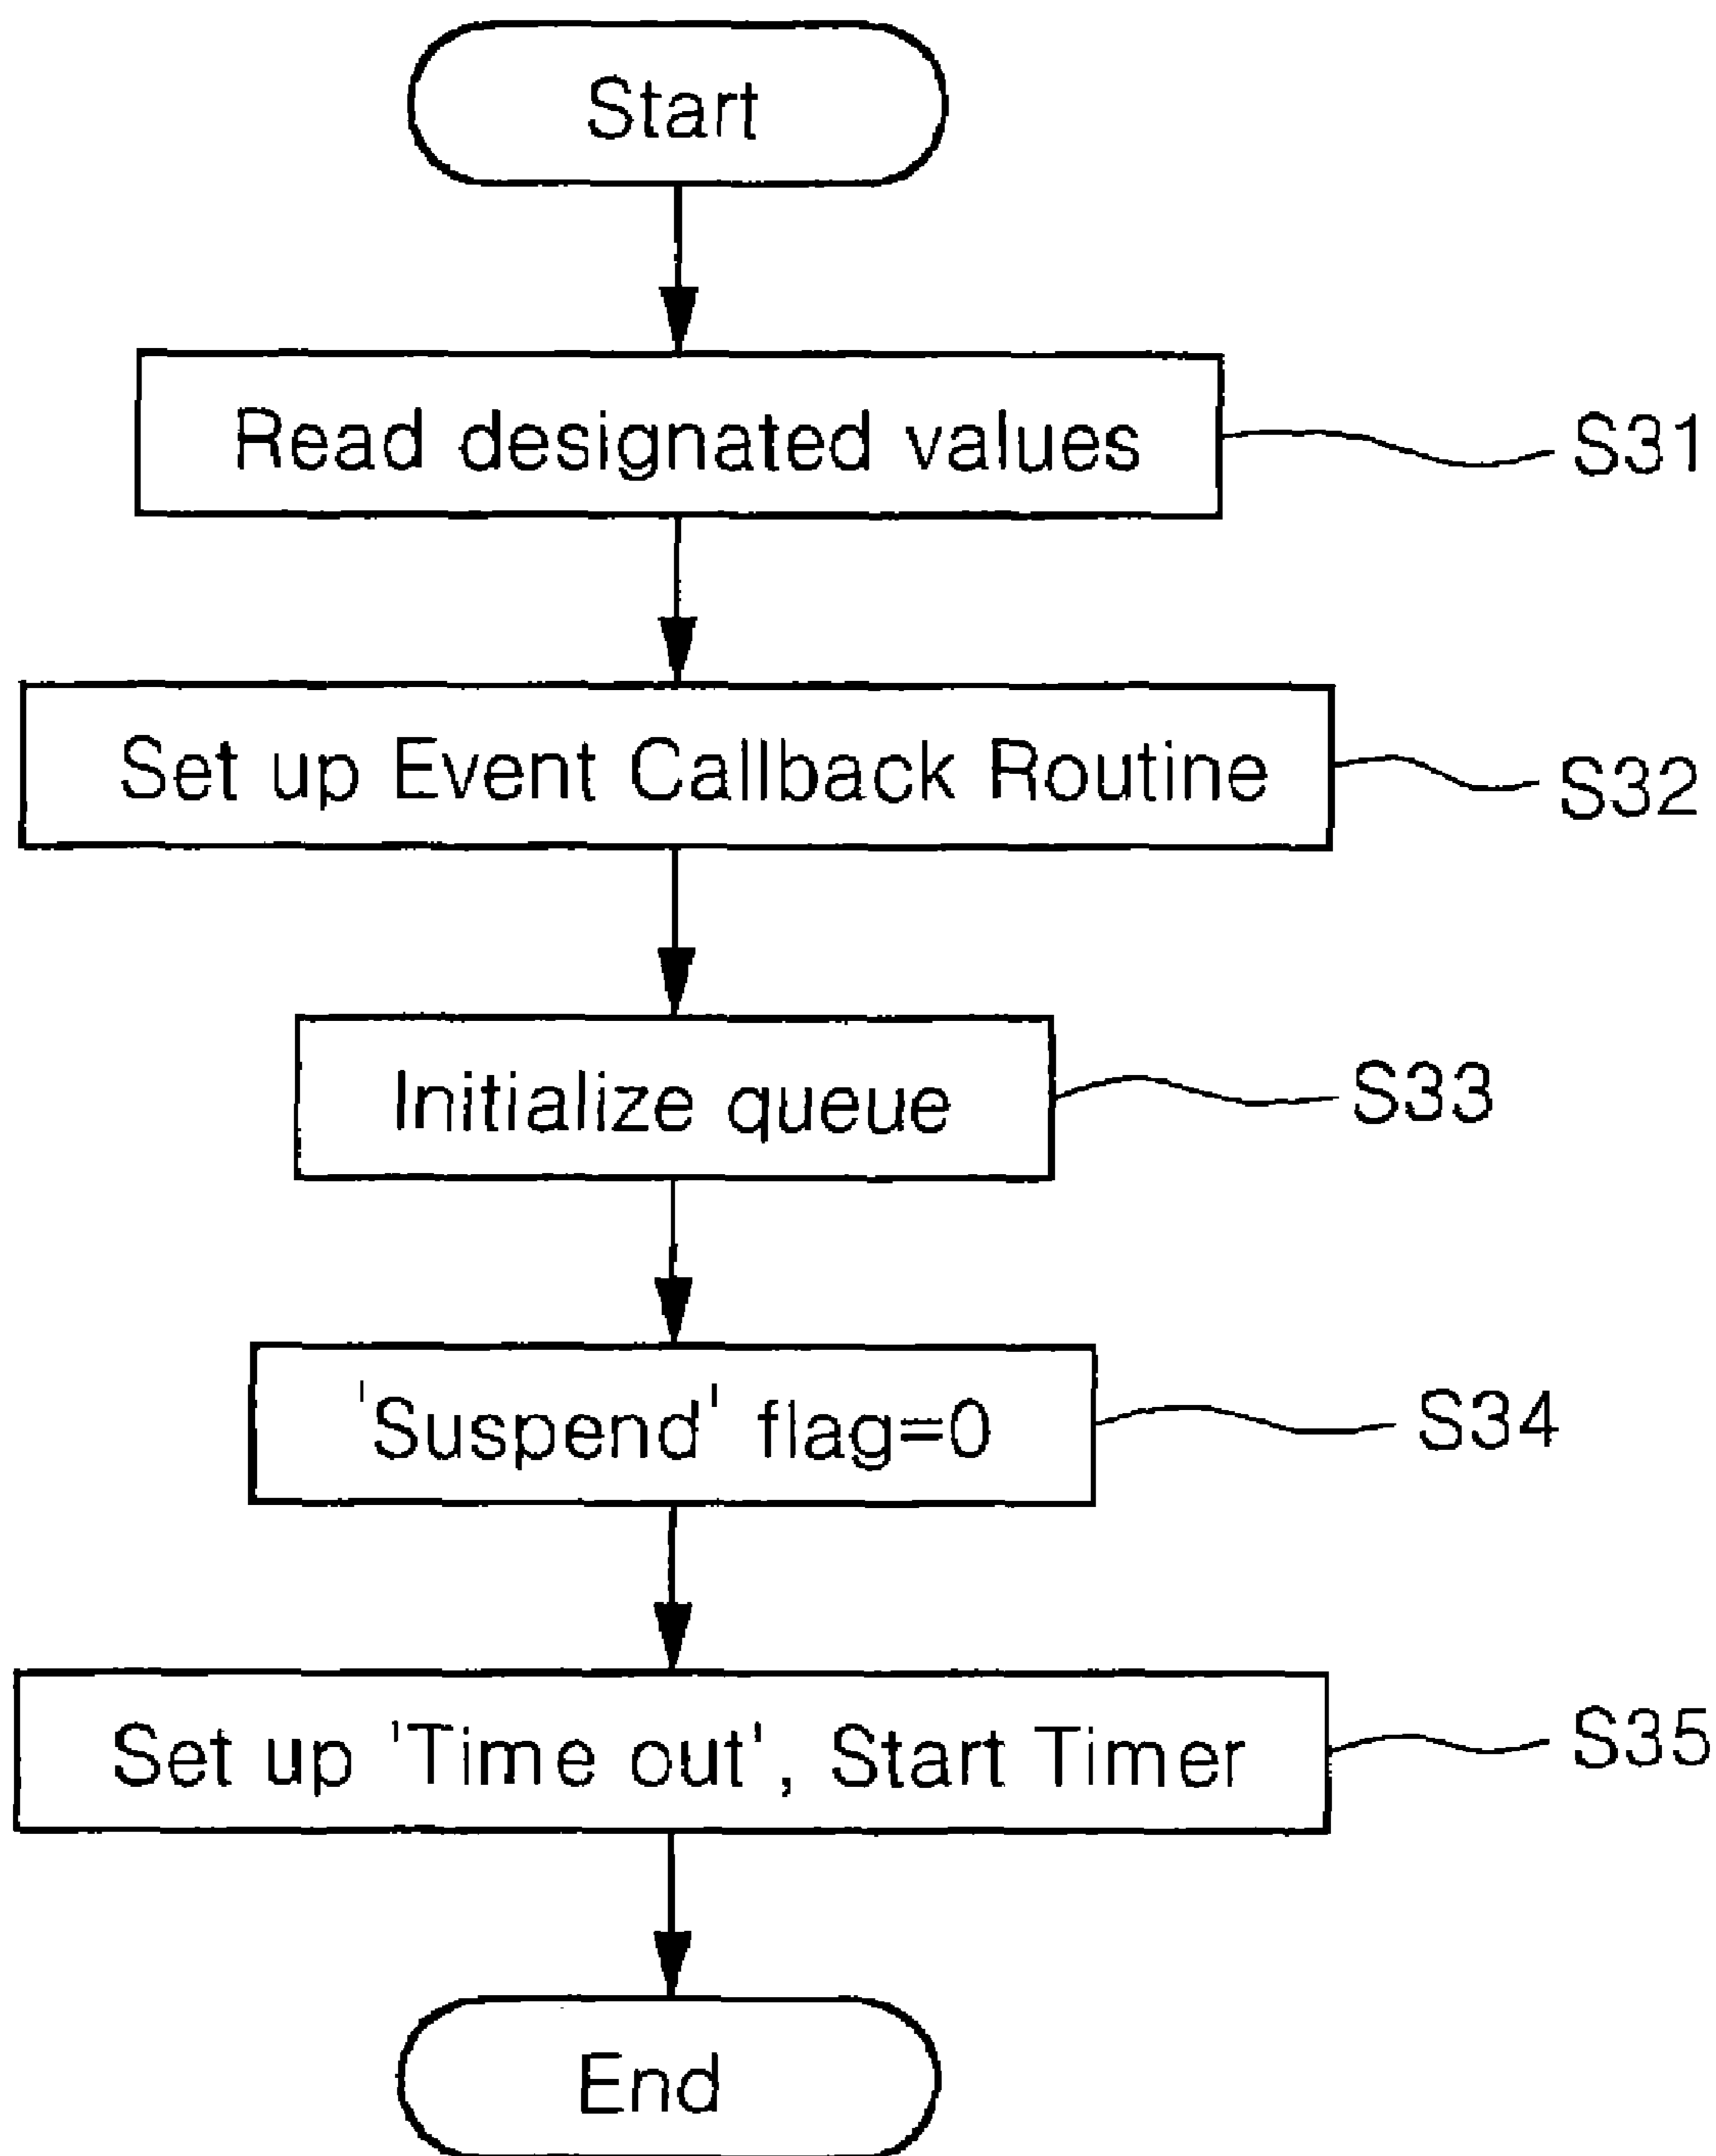 Start
Read designated values
S31
Set up Event Callback Routine
S32
Initialize queue
S33
'Suspend' flag=0
S34
Set up 'Time out', Start Timer
S35
End